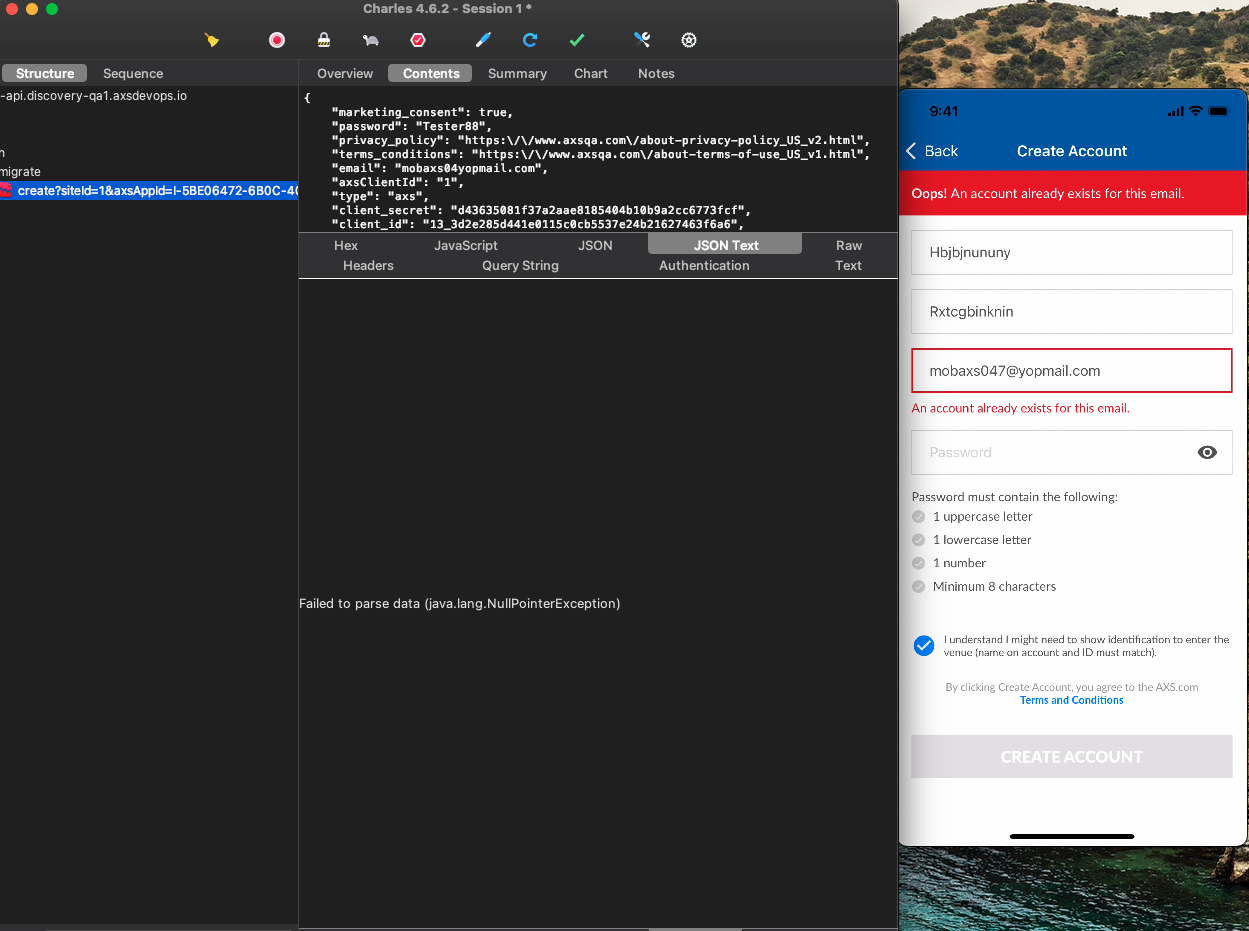 Charles 4.6.2 - Session 1 *
Structure
Sequence
Overview
Contents
Summary
Chart
Notes
-api.discovery-qa1.axsdevops.io
h
migrate
create?siteId=1&axsAppId=I-5BE06472-6B0C-40
{
"marketing_consent": true,
"password": "Tester88",
"privacy_policy": "https:\/\/www.axsqa.com\/about-privacy-policy_US_v2.html",
"terms_conditions": "https:\/\/www.axsqa.com\/about-terms-of-use_US_v1.html",
"email": "mobaxs04yopmail.com",
"axsClientId": "1",
"type": "axs",
"client_secret": "d43635081f37a2aae8185404b10b9a2cc6773fcf",
"client_id": "13_3d2e285d441e0115c0cb5537e24b21627463f6a6",
Hex
JavaScript
JSON
JSON Text
Raw
Headers
Query String
Authentication
Text
Failed to parse data (java.lang.NullPointerException)
9:41
Back
Create Account
Oops! An account already exists for this email.
Hbjbjnununy
Rxtcgbinknin
mobaxs047@yopmail.com
An account already exists for this email.
Password
Password must contain the following:
1 uppercase letter
1 lowercase letter
1 number
Minimum 8 characters
I understand I might need to show identification to enter the
venue (name on account and ID must match).
By clicking Create Account, you agree to the AXS.com
Terms and Conditions
CREATE ACCOUNT